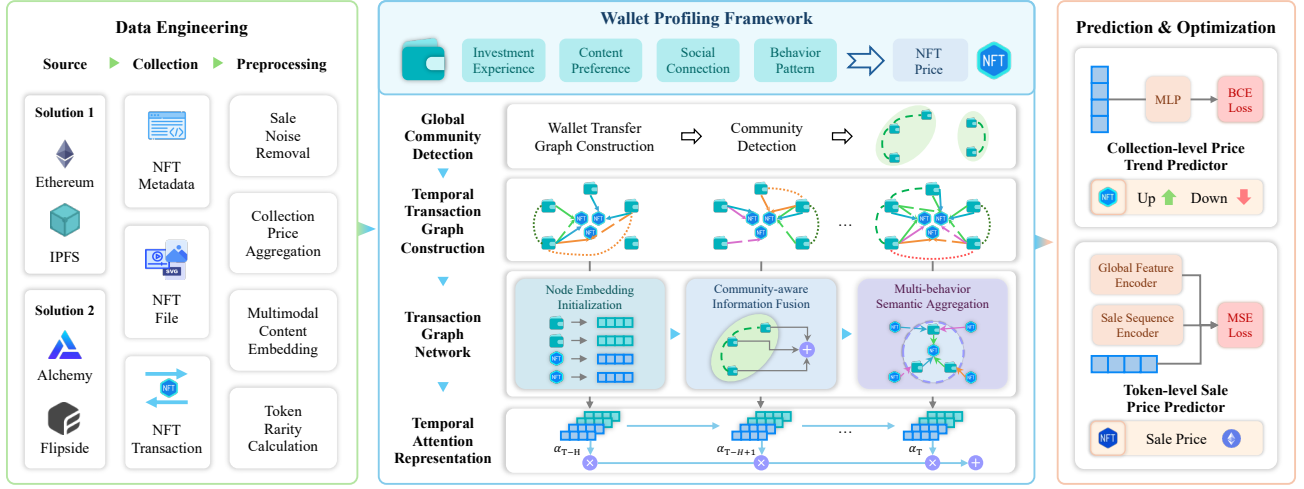 Data Engineering
Source
Collection
Preprocessing
Solution 1
Ethereum
IPFS
Solution 2
Alchemy
Flipside
NFT
Metadata
SVG
NFT
File
NFT
NFT
Transaction
Sale
Noise
Removal
Collection
Price
Aggregation
Multimodal
Content
Embedding
Token
Rarity
Calculation
Wallet Profiling Framework
Investment
Experience
Content
Preference
Social
Connection
Behavior
Pattern
NFT
Price
NFT
Global
Community
Detection
Wallet Transfer
Graph Construction
Community
Detection
Temporal
Transaction
Graph
Construction
NFT
NFT
NFT
NFT
NFT
NFT
...
NFT
NFT
NFT
Transaction
Graph
Network
Node Embedding
Initialization
NFT
NFT
Community-aware
Information Fusion
+
Multi-behavior
Semantic Aggregation
NFT
NFT
NFT
NFT
NFT
Temporal
Attention
Representation
...
α_{T−H}
α_{T−H+1}
α_T
×
×
×
+
Prediction & Optimization
MLP
BCE
Loss
Collection-level Price
Trend Predictor
NFT
Up
Down
Global Feature
Encoder
Sale Sequence
Encoder
MSE
Loss
Token-level Sale
Price Predictor
NFT
Sale Price